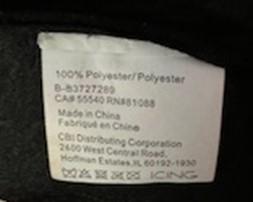 100% Polyester/Polyester
B-B3727289
CA# 55540 RN#81088
Made in China
Fabriqué en Chine
CBI Distributing Corporation
2400 West Central Road,
Hoffman Estates, IL 60192-1930
ICING